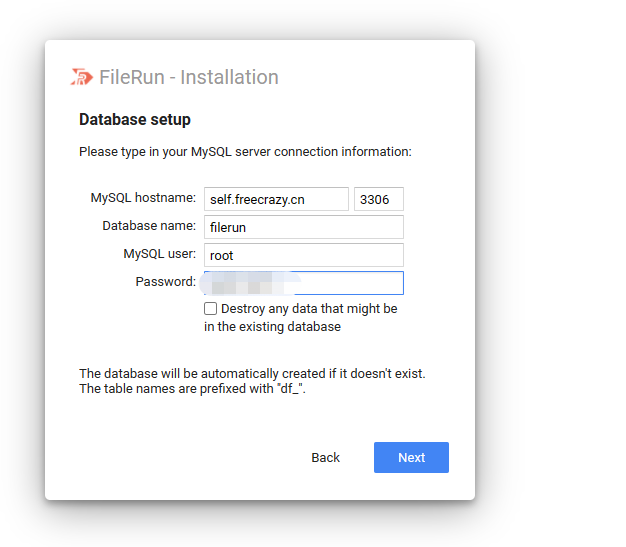 FileRun - Installation
Database setup
Please type in your MySQL server connection information:
MySQL hostname: self.freecrazy.cn 3306
Database name: filerun
MySQL user: root
Password:
Destroy any data that might be
in the existing database
The database will be automatically created if it doesn't exist.
The table names are prefixed with "df_".
Back Next